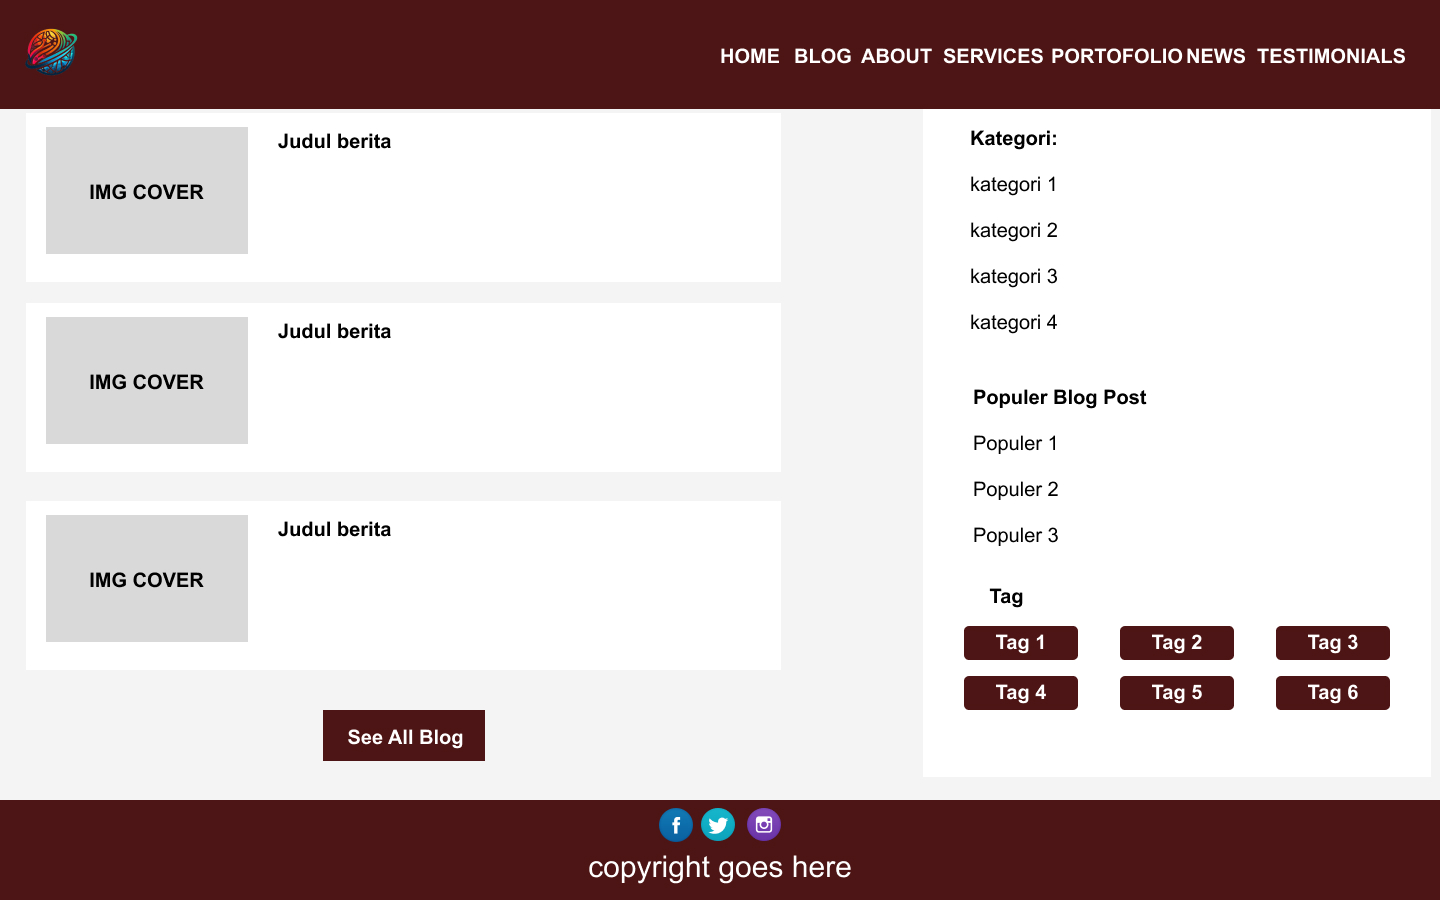 HOME BLOG ABOUT SERVICES PORTOFOLIO NEWS TESTIMONIALS
IMG COVER
Judul berita
IMG COVER
Judul berita
IMG COVER
Judul berita
See All Blog
Kategori:
kategori 1
kategori 2
kategori 3
kategori 4
Populer Blog Post
Populer 1
Populer 2
Populer 3
Tag
Tag 1 Tag 2 Tag 3
Tag 4 Tag 5 Tag 6
copyright goes here